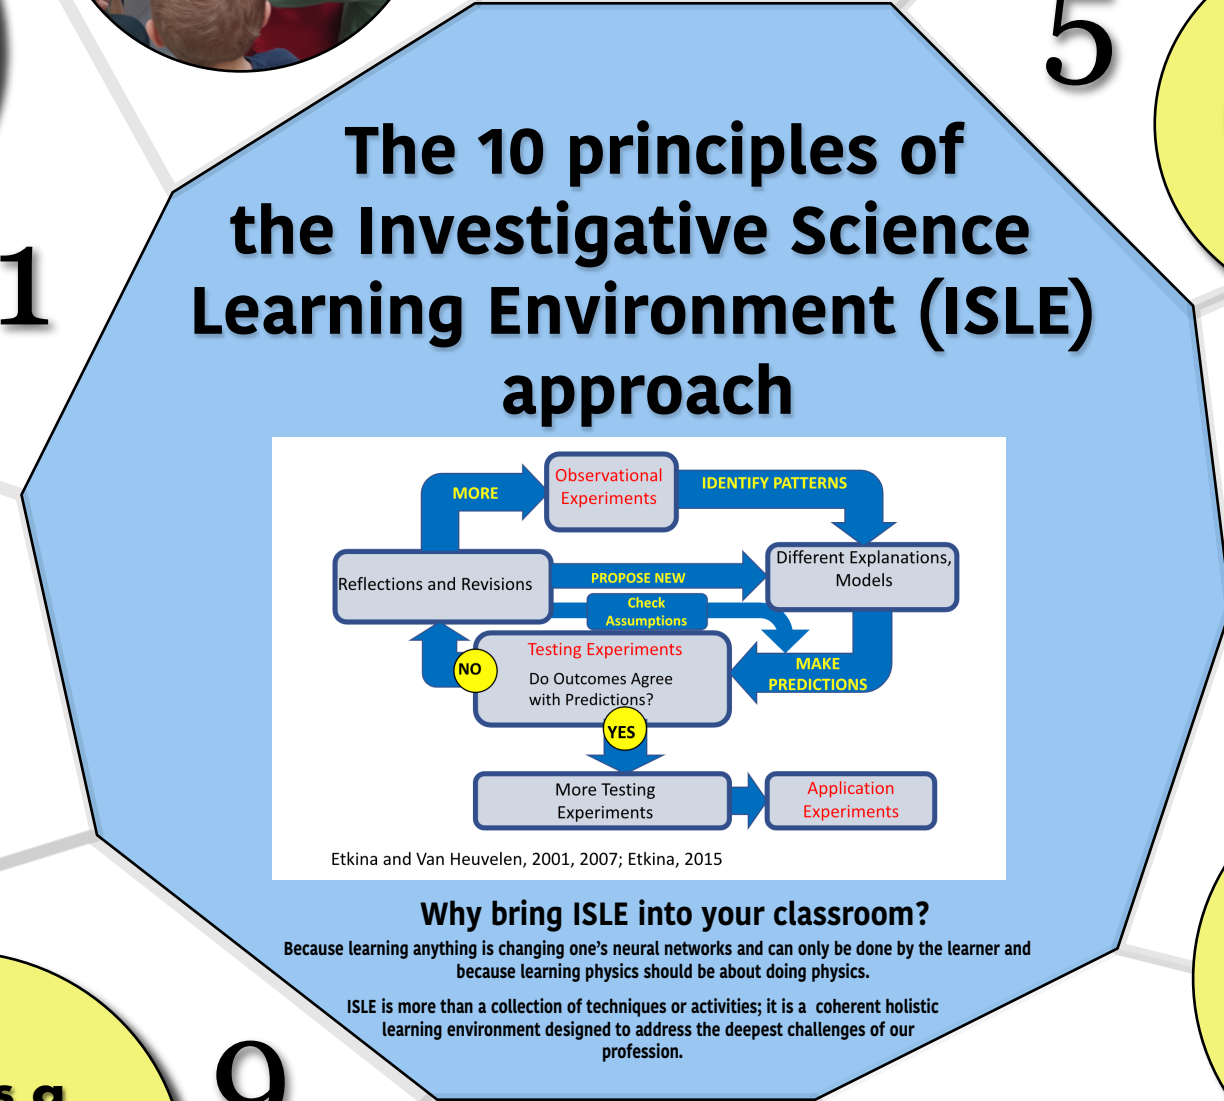 5
The 10 principles of
the Investigative Science
Learning Environment (ISLE)
approach
1
Observational
Experiments
MORE
IDENTIFY PATTERNS
Reflections and Revisions
PROPOSE NEW
Different Explanations,
Models
Check
Assumptions
Testing Experiments
Do Outcomes Agree
with Predictions?
NO
MAKE
PREDICTIONS
YES
More Testing
Experiments
Application
Experiments
Etkina and Van Heuvelen, 2001, 2007; Etkina, 2015
Why bring ISLE into your classroom?
Because learning anything is changing one’s neural networks and can only be done by the learner and
because learning physics should be about doing physics.
ISLE is more than a collection of techniques or activities; it is a coherent holistic
learning environment designed to address the deepest challenges of our
profession.
9